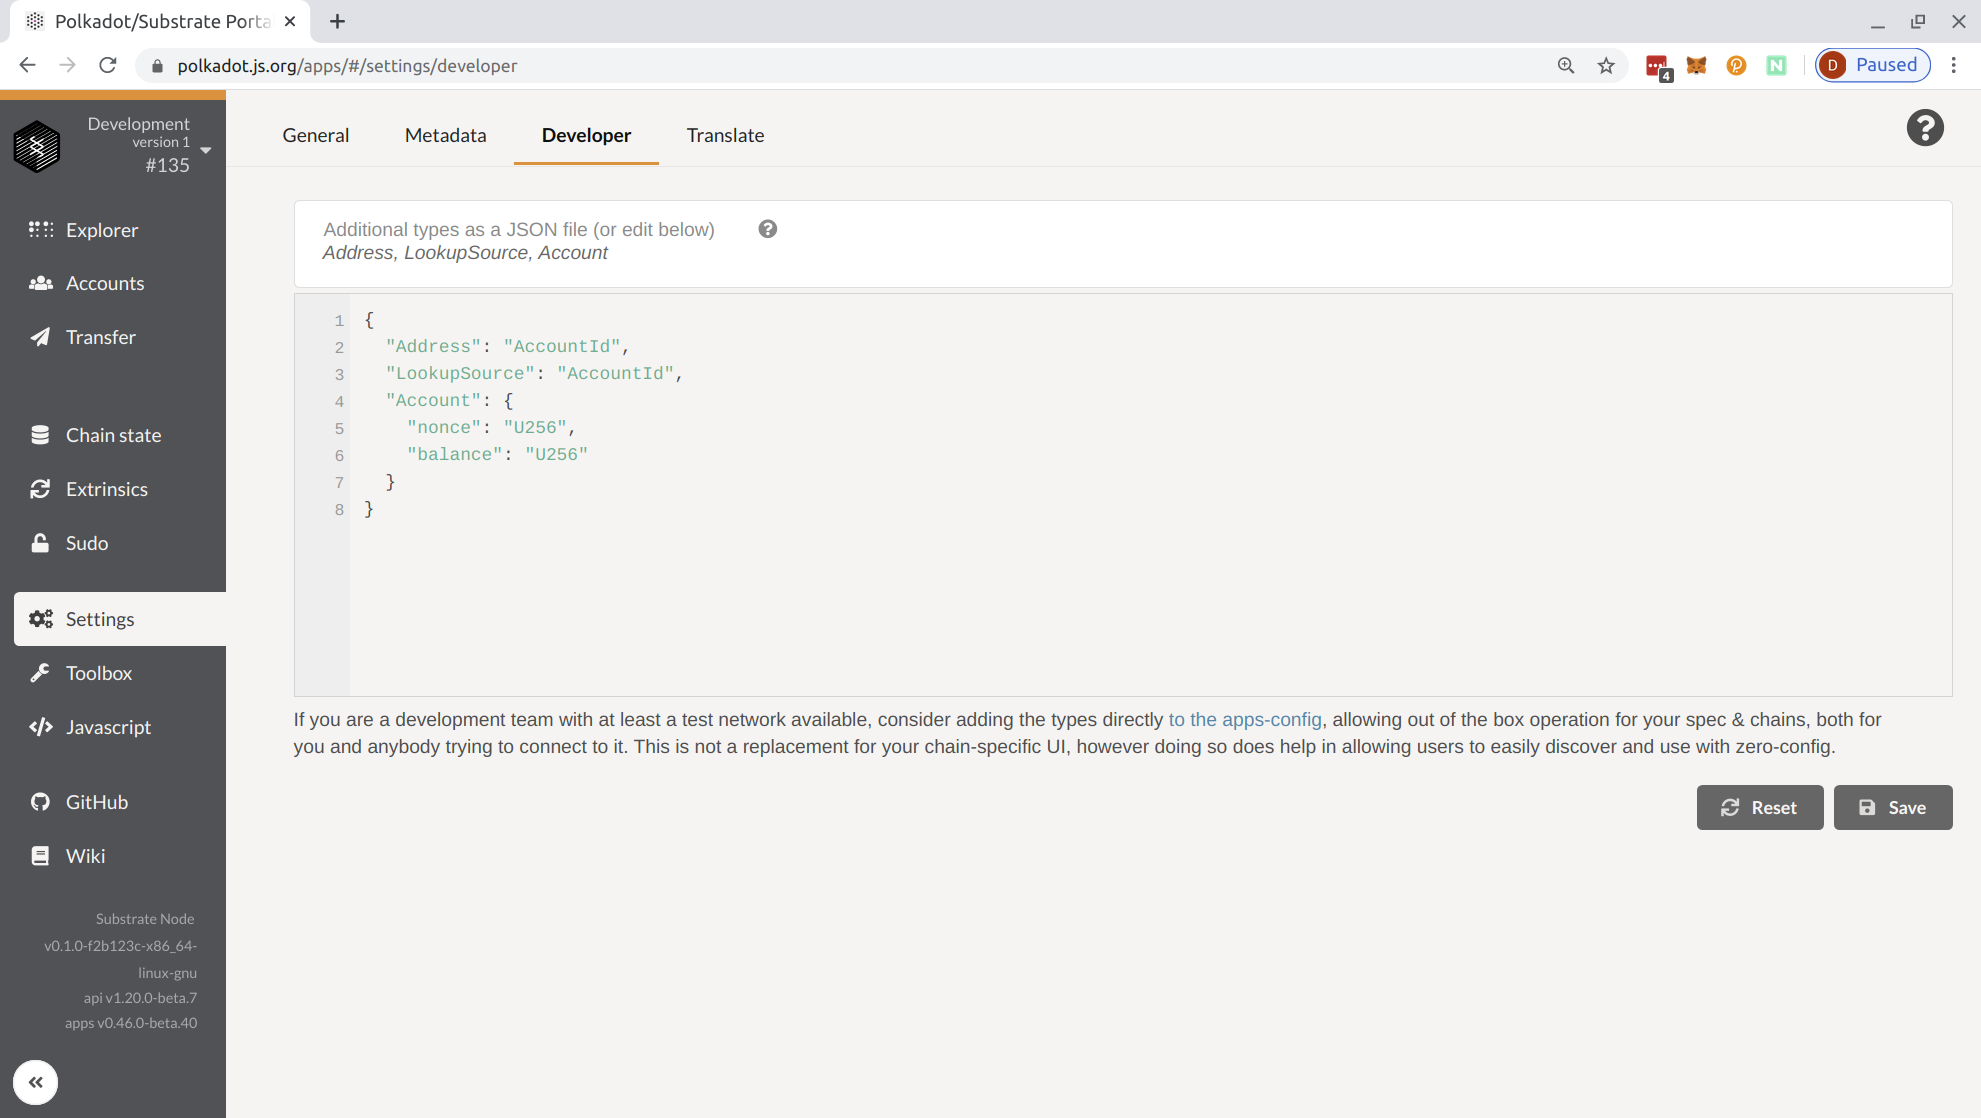 Polkadot/Substrate Porta
polkadot.js.org/apps/#/settings/developer
4
D
Paused
Development
version 1
#135
General
Metadata
Developer
Translate
?
Explorer
Accounts
Transfer
Chain state
Extrinsics
Sudo
Settings
Toolbox
Javascript
GitHub
Wiki
Substrate Node
v0.1.0-f2b123c-x86_64-
linux-gnu
api v1.20.0-beta.7
apps v0.46.0-beta.40
Additional types as a JSON file (or edit below) ?
Address, LookupSource, Account
1 {
2 "Address": "AccountId",
3 "LookupSource": "AccountId",
4 "Account": {
5 "nonce": "U256",
6 "balance": "U256"
7 }
8 }
If you are a development team with at least a test network available, consider adding the types directly to the apps-config, allowing out of the box operation for your spec & chains, both for
you and anybody trying to connect to it. This is not a replacement for your chain-specific UI, however doing so does help in allowing users to easily discover and use with zero-config.
Reset
Save